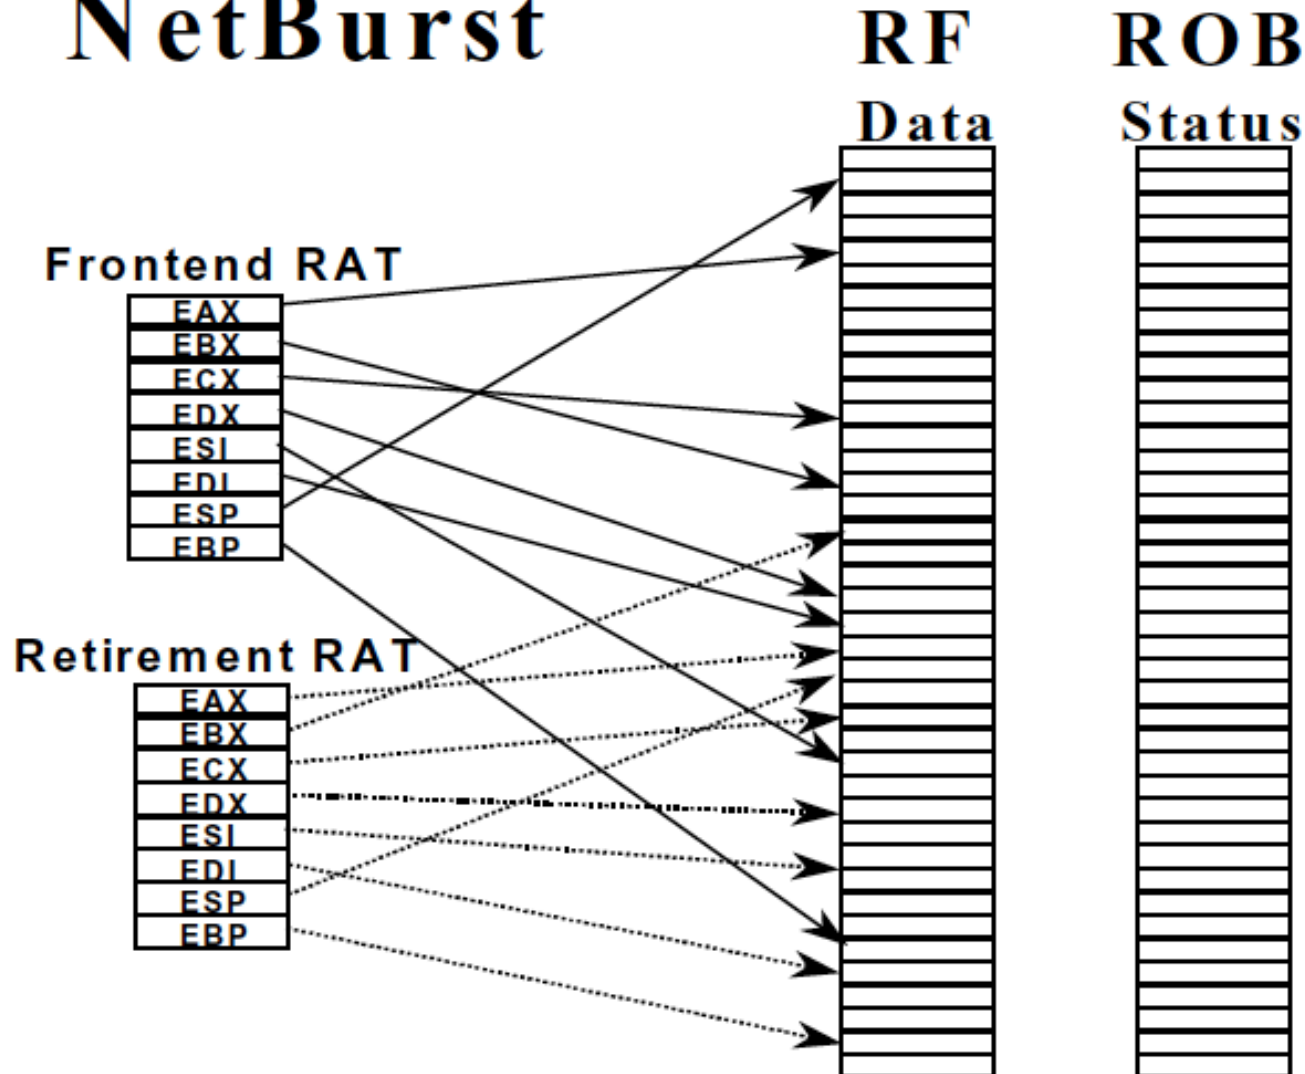 NetBurst
RF
ROB
Data
Status
Frontend RAT
EAX
EBX
ECX
EDX
ESI
EDI
ESP
EBP
Retirement RAT
EAX
EBX
ECX
EDX
ESI
EDI
ESP
EBP